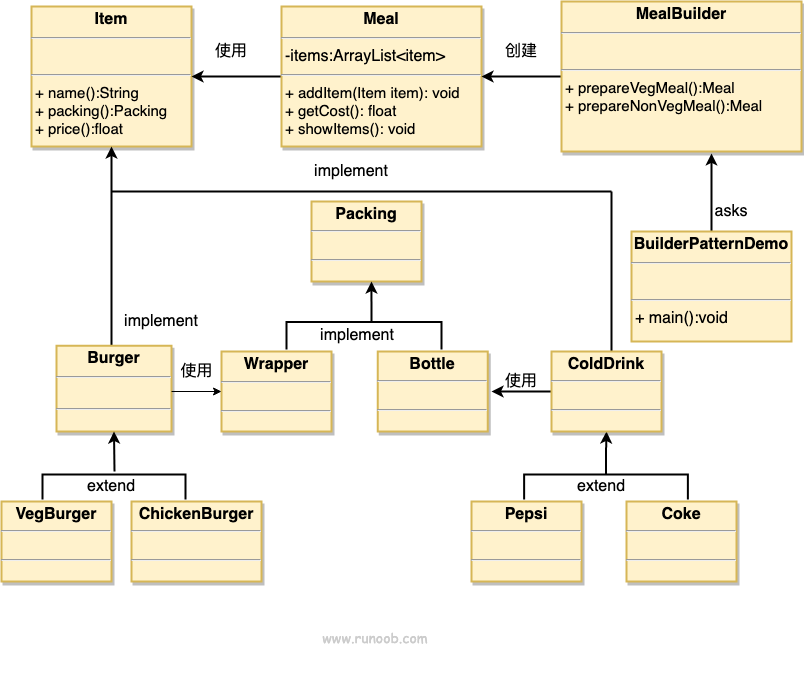 Item
+ name():String
+ packing():Packing
+ price():float
使用
Meal
-items:ArrayList<item>
+ addItem(Item item): void
+ getCost(): float
+ showItems(): void
创建
MealBuilder
+ prepareVegMeal():Meal
+ prepareNonVegMeal():Meal
implement
asks
Packing
BuilderPatternDemo
+ main():void
implement
implement
Burger
使用
Wrapper
Bottle
使用
ColdDrink
extend
extend
VegBurger
ChickenBurger
Pepsi
Coke
www.runoob.com